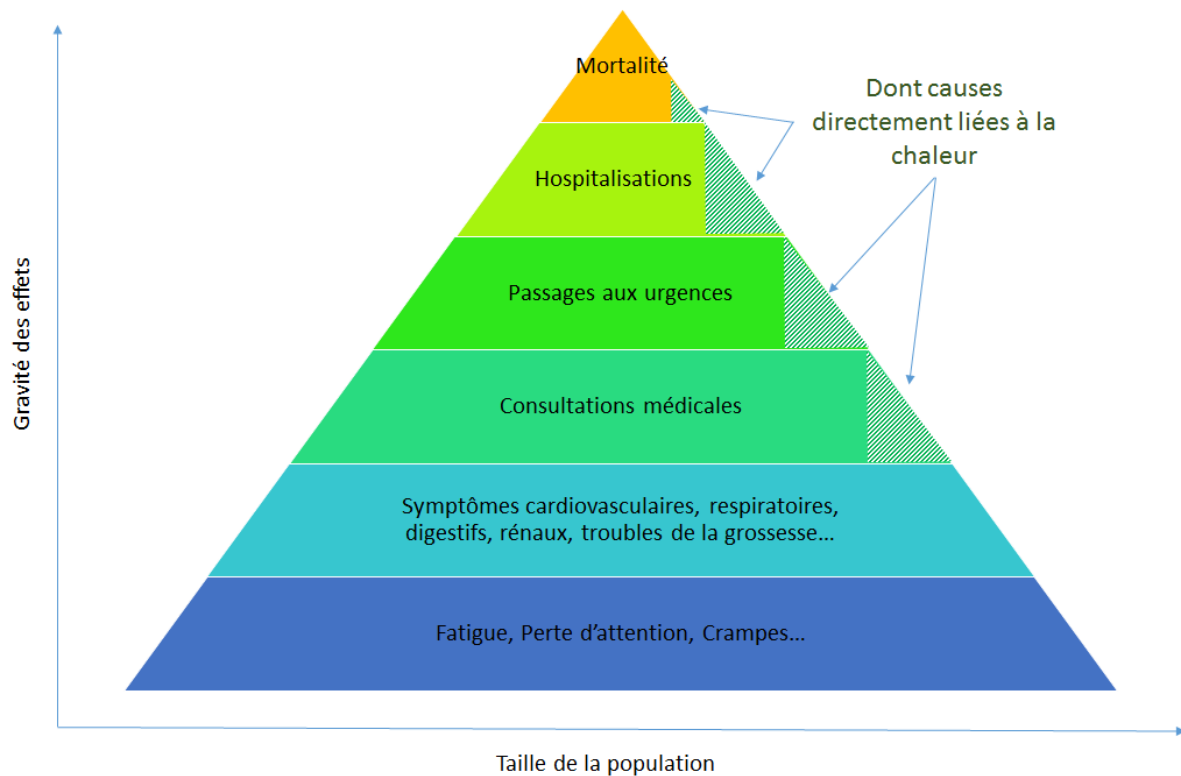 Mortalité
Dont causes
directement liées à la
chaleur
Hospitalisations
Passages aux urgences
Consultations médicales
Symptômes cardiovasculaires, respiratoires,
digestifs, rénaux, troubles de la grossesse...
Fatigue, Perte d'attention, Crampes...
Gravité des effets
Taille de la population